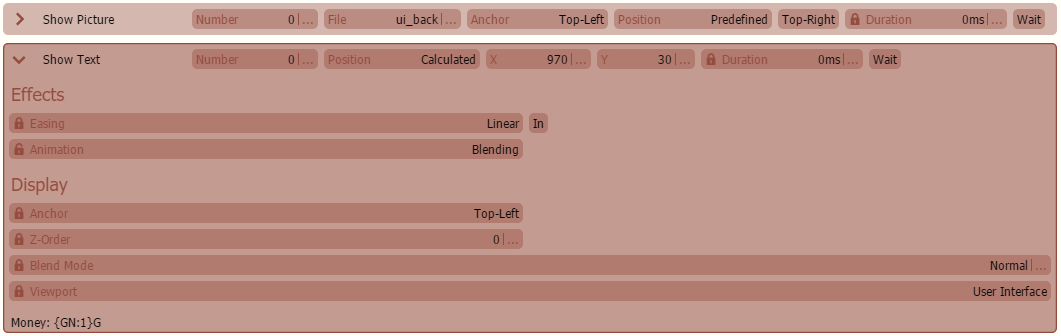 Show Picture Number 0 ... File ui_back ... Anchor Top-Left Position Predefined Top-Right Duration 0ms ... Wait
Show Text Number 0 ... Position Calculated X 970 ... Y 30 ... Duration 0ms ... Wait
Effects
Easing Linear In
Animation Blending
Display
Anchor Top-Left
Z-Order 0 ...
Blend Mode Normal ...
Viewport User Interface
Money: {GN:1}G